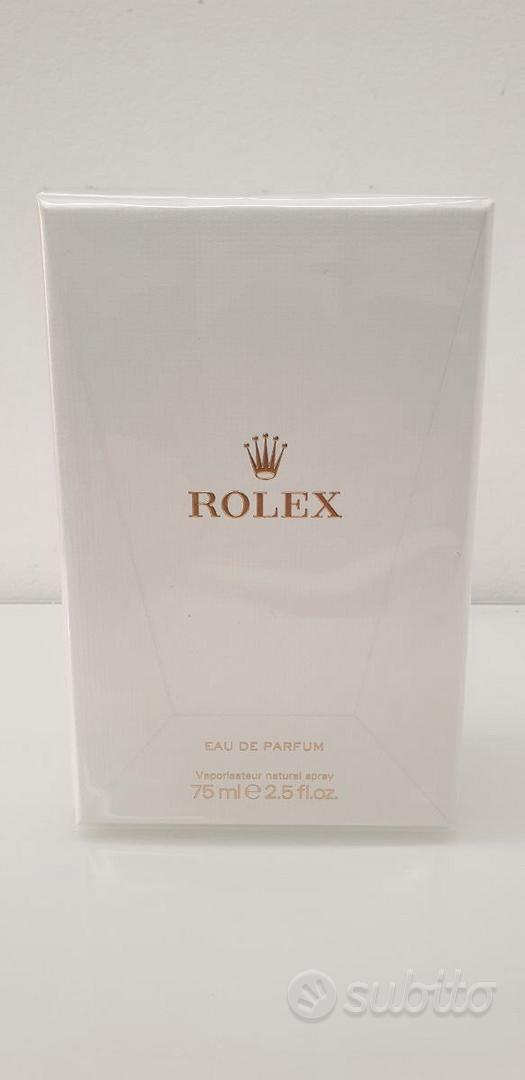 ROLEX
EAU DE PARFUM
Vaporisateur natural spray
75 ml ℮ 2.5 fl.oz.
subito